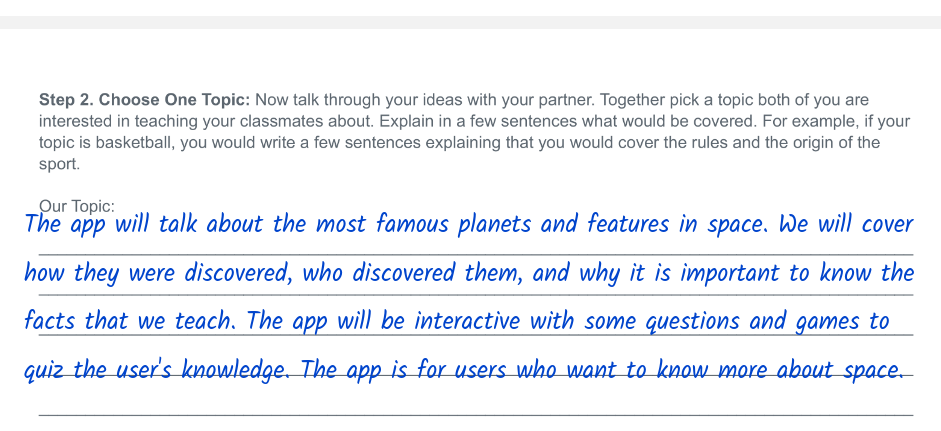 Step 2. Choose One Topic: Now talk through your ideas with your partner. Together pick a topic both of you are
interested in teaching your classmates about. Explain in a few sentences what would be covered. For example, if your
topic is basketball, you would write a few sentences explaining that you would cover the rules and the origin of the
sport.
Our Topic:
The app will talk about the most famous planets and features in space. We will cover
how they were discovered, who discovered them, and why it is important to know the
facts that we teach. The app will be interactive with some questions and games to
quiz the user's knowledge. The app is for users who want to know more about space.